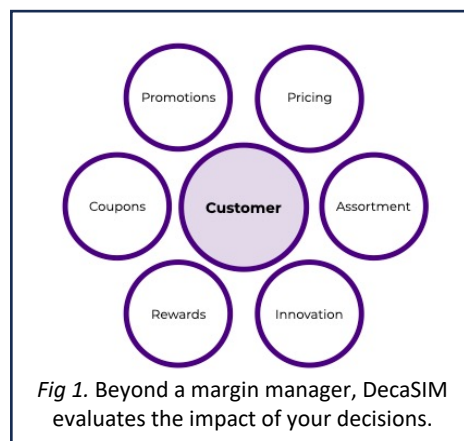 Promotions
Pricing
Coupons
Customer
Assortment
Rewards
Innovation
Fig 1. Beyond a margin manager, DecaSIM
evaluates the impact of your decisions.